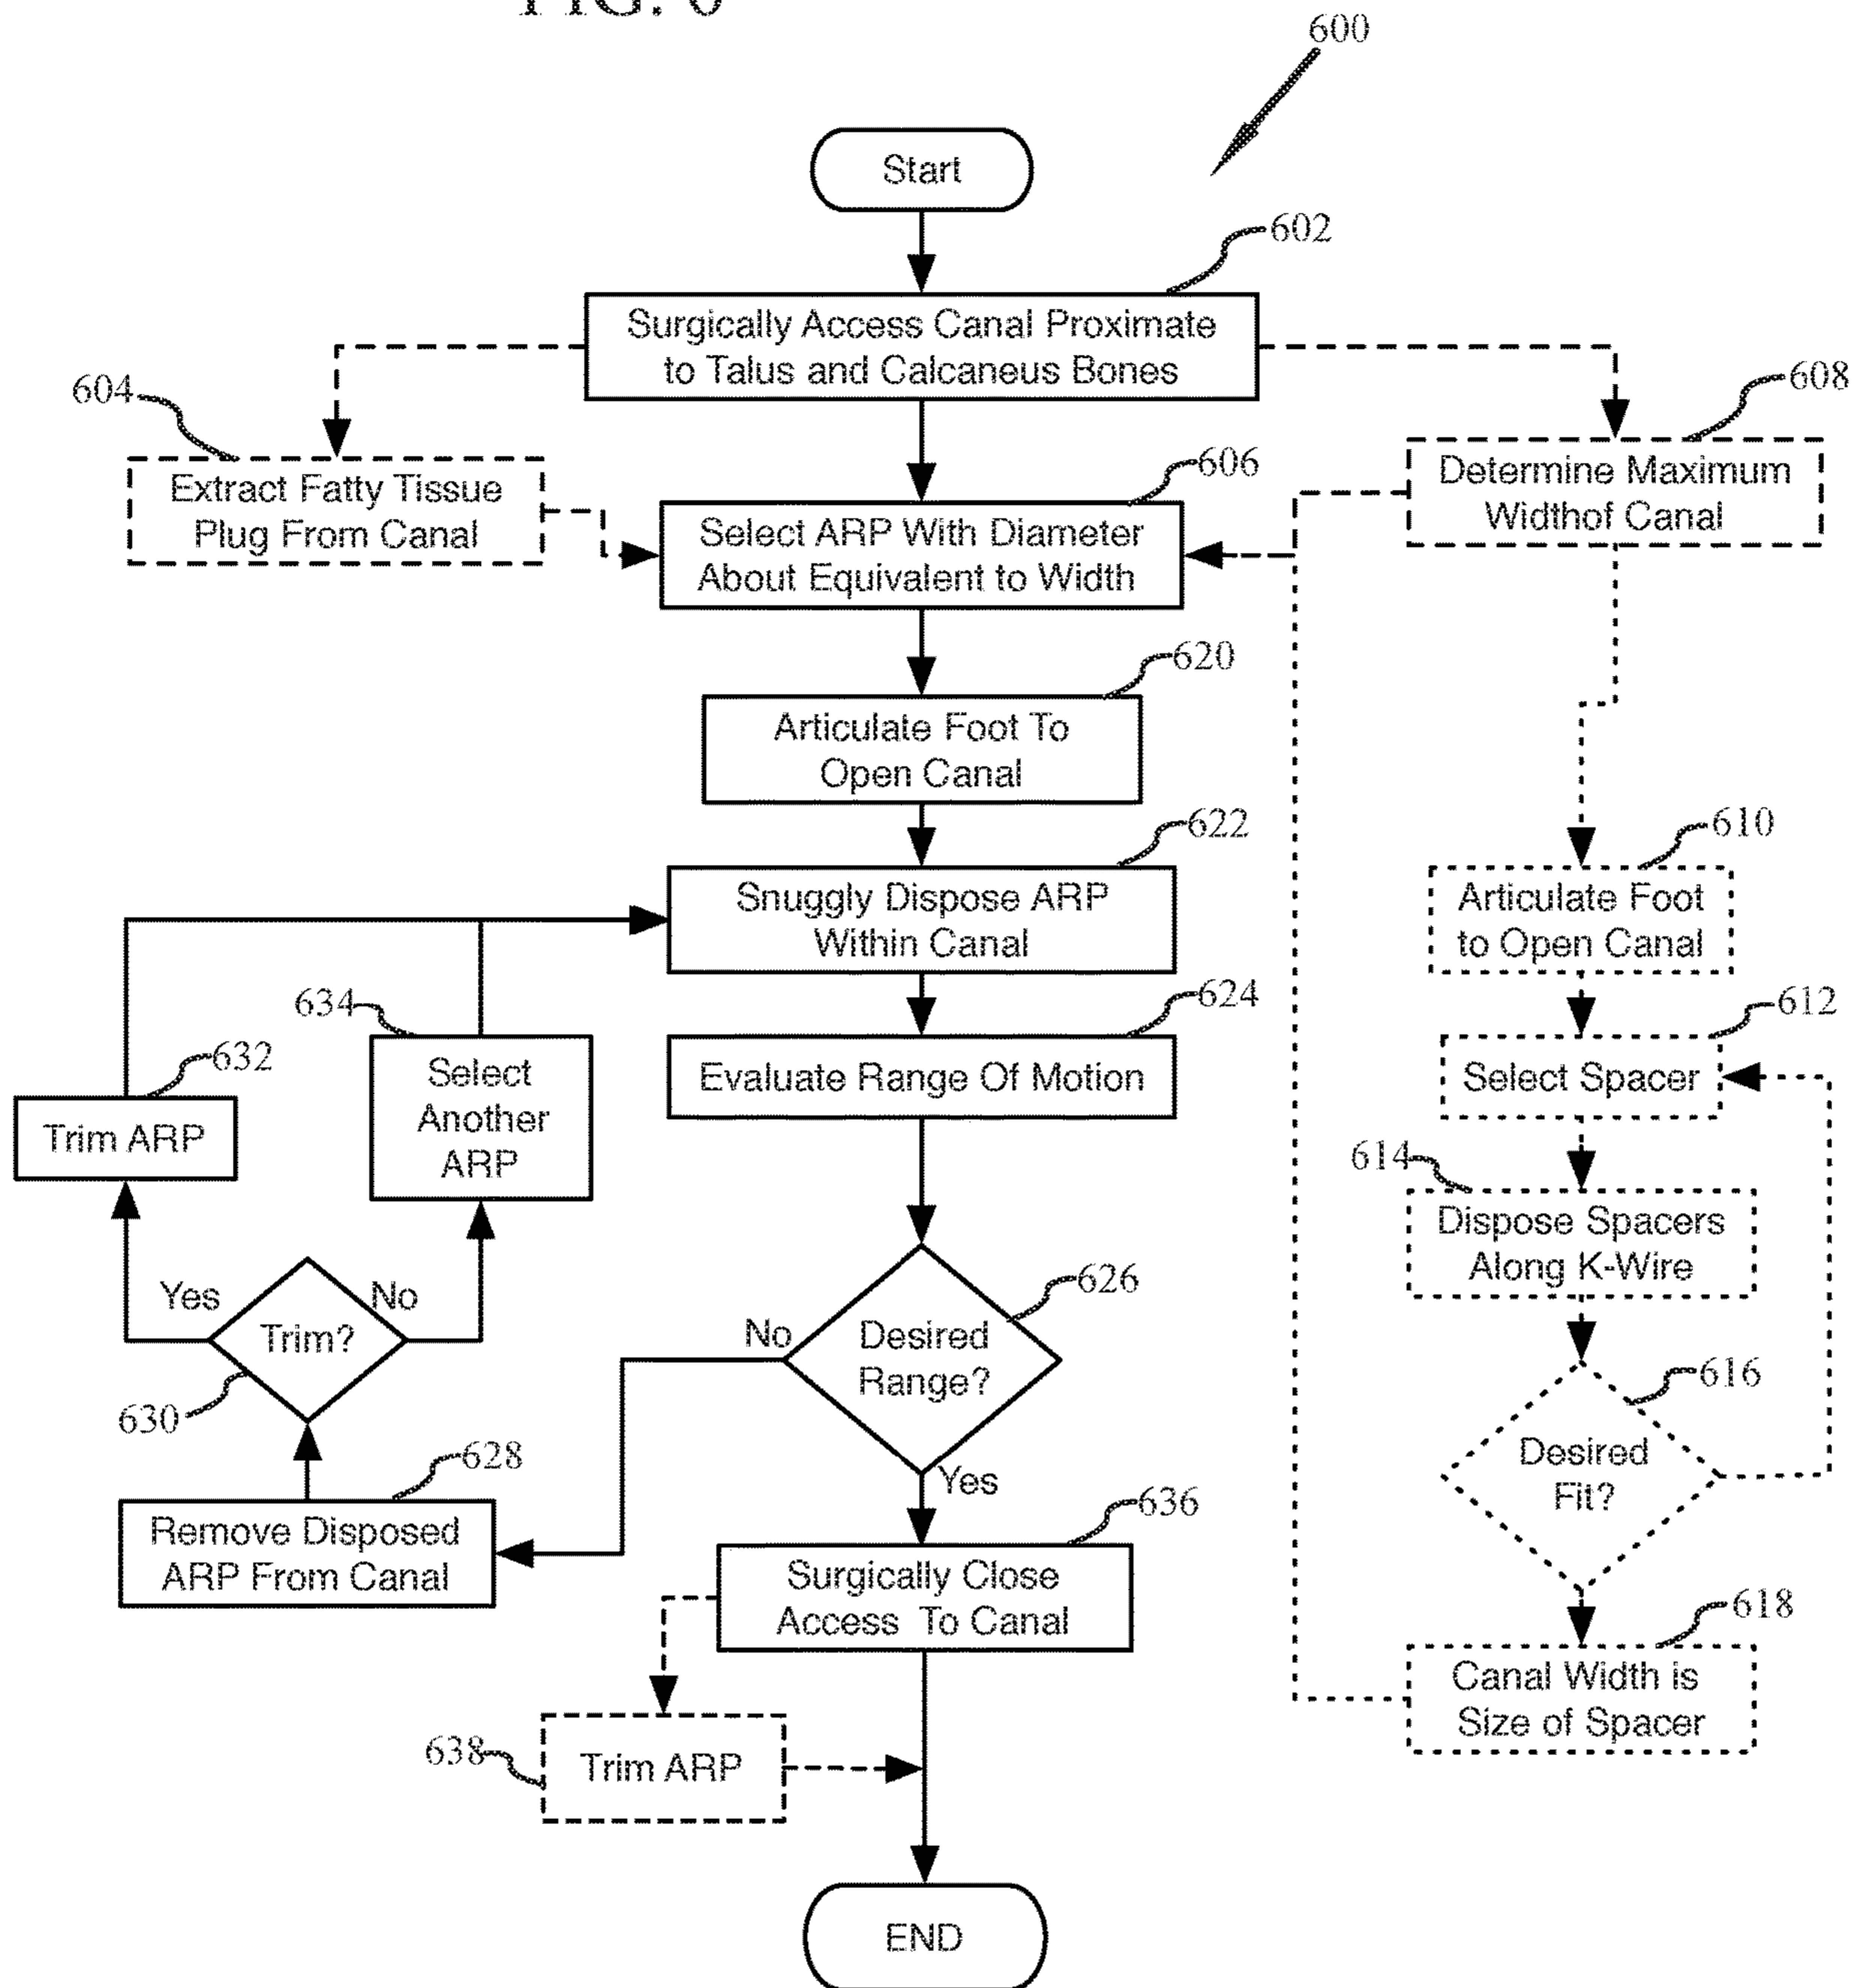 FIG. 6
600
Start
602
Surgically Access Canal Proximate
to Talus and Calcaneus Bones
604
608
Extract Fatty Tissue
Plug From Canal
606
Select ARP With Diameter
About Equivalent to Width
Determine Maximum
Widthof Canal
620
Articulate Foot To
Open Canal
622
Snuggly Dispose ARP
Within Canal
610
Articulate Foot
to Open Canal
624
Evaluate Range Of Motion
612
Select Spacer
634
Select
Another
ARP
632
Trim ARP
614
Dispose Spacers
Along K-Wire
Yes
No
Trim?
630
626
No
Desired
Range?
Yes
616
Desired
Fit?
628
Remove Disposed
ARP From Canal
636
Surgically Close
Access To Canal
618
Canal Width is
Size of Spacer
638
Trim ARP
END